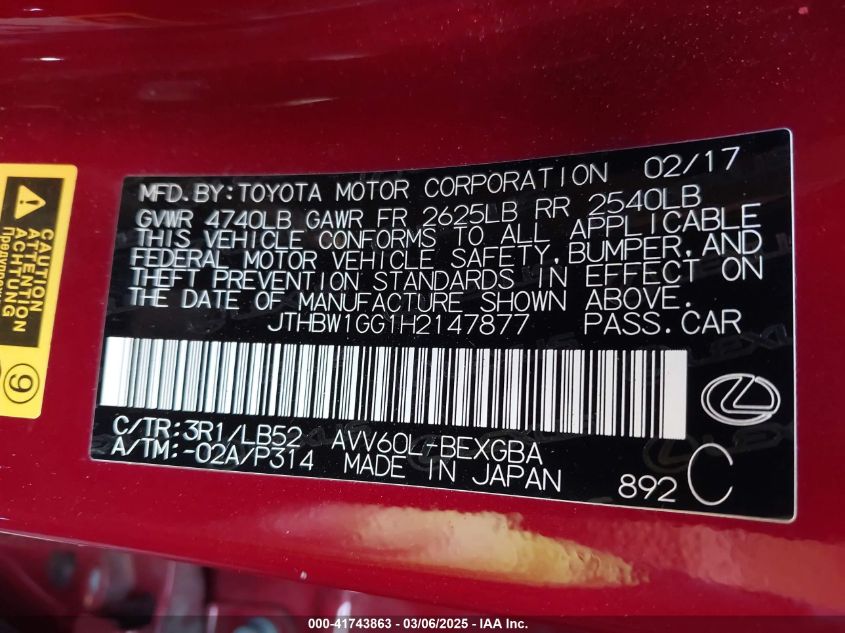 MFD. BY: TOYOTA MOTOR CORPORATION 02/17
GVWR 4740LB GAWR FR 2625LB RR 2540LB
THIS VEHICLE CONFORMS TO ALL APPLICABLE
FEDERAL MOTOR VEHICLE SAFETY, BUMPER, AND
THEFT PREVENTION STANDARDS IN EFFECT ON
THE DATE OF MANUFACTURE SHOWN ABOVE.
JTHBW1GG1H2147877 PASS. CAR
C/TR: 3R1/LB52 AVV60L-BEXGBA
A/TM: -02A/P314 MADE IN JAPAN
892 C
CAUTION
ATTENTION
ACHTUNG
9
000-41743863 - 03/06/2025 - IAA Inc.